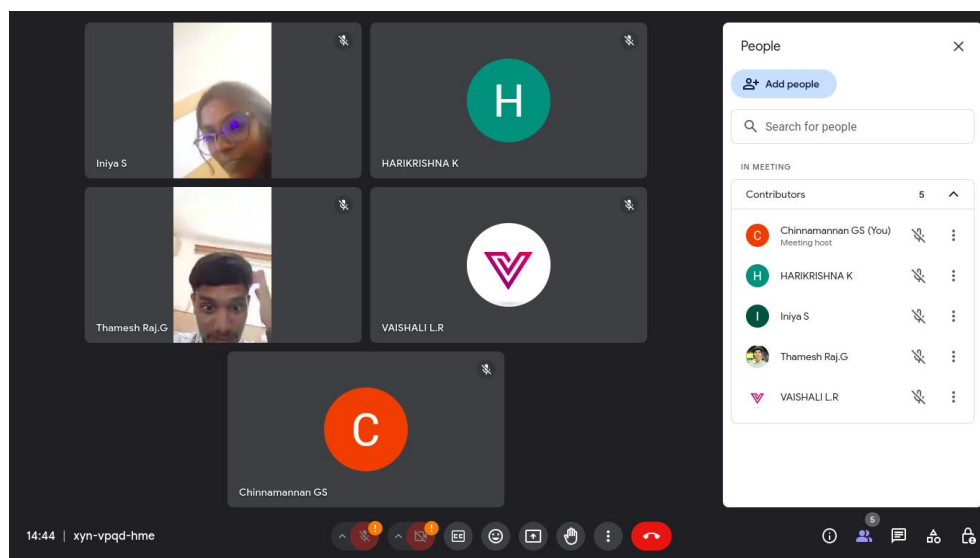 Iniya S
H
HARIKRISHNA K
Thamesh Raj.G
VAISHALI L.R
C
Chinnamannan GS
14:44 | xyn-vpqd-hme
5
People
Add people
Search for people
IN MEETING
Contributors 5
C Chinnamannan GS (You)
Meeting host
H HARIKRISHNA K
I Iniya S
Thamesh Raj.G
VAISHALI L.R